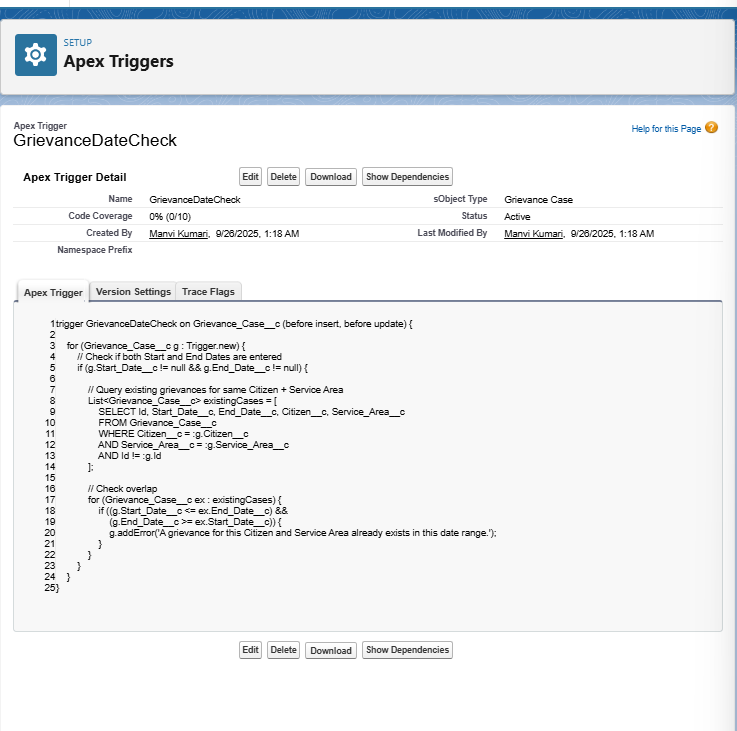 SETUP
Apex Triggers
Apex Trigger
GrievanceDateCheck
Help for this Page ?
Apex Trigger Detail Edit Delete Download Show Dependencies
Name GrievanceDateCheck sObject Type Grievance Case
Code Coverage 0% (0/10) Status Active
Created By Manvi Kumari, 9/26/2025, 1:18 AM Last Modified By Manvi Kumari, 9/26/2025, 1:18 AM
Namespace Prefix
Apex Trigger Version Settings Trace Flags
1trigger GrievanceDateCheck on Grievance_Case__c (before insert, before update) {
2
3 for (Grievance_Case__c g : Trigger.new) {
4 // Check if both Start and End Dates are entered
5 if (g.Start_Date__c != null && g.End_Date__c != null) {
6
7 // Query existing grievances for same Citizen + Service Area
8 List<Grievance_Case__c> existingCases = [
9 SELECT Id, Start_Date__c, End_Date__c, Citizen__c, Service_Area__c
10 FROM Grievance_Case__c
11 WHERE Citizen__c = :g.Citizen__c
12 AND Service_Area__c = :g.Service_Area__c
13 AND Id != :g.Id
14 ];
15
16 // Check overlap
17 for (Grievance_Case__c ex : existingCases) {
18 if ((g.Start_Date__c <= ex.End_Date__c) &&
19 (g.End_Date__c >= ex.Start_Date__c)) {
20 g.addError('A grievance for this Citizen and Service Area already exists in this date range.');
21 }
22 }
23 }
24 }
25}
Edit Delete Download Show Dependencies